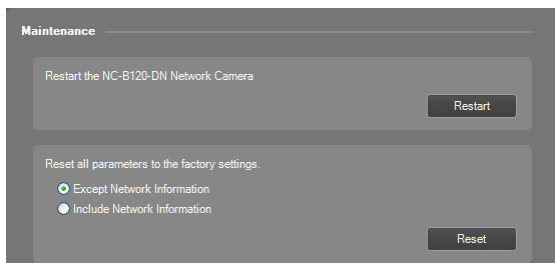 Maintenance
Restart the NC-B120-DN Network Camera
Restart
Reset all parameters to the factory settings.
Except Network Information
Include Network Information
Reset